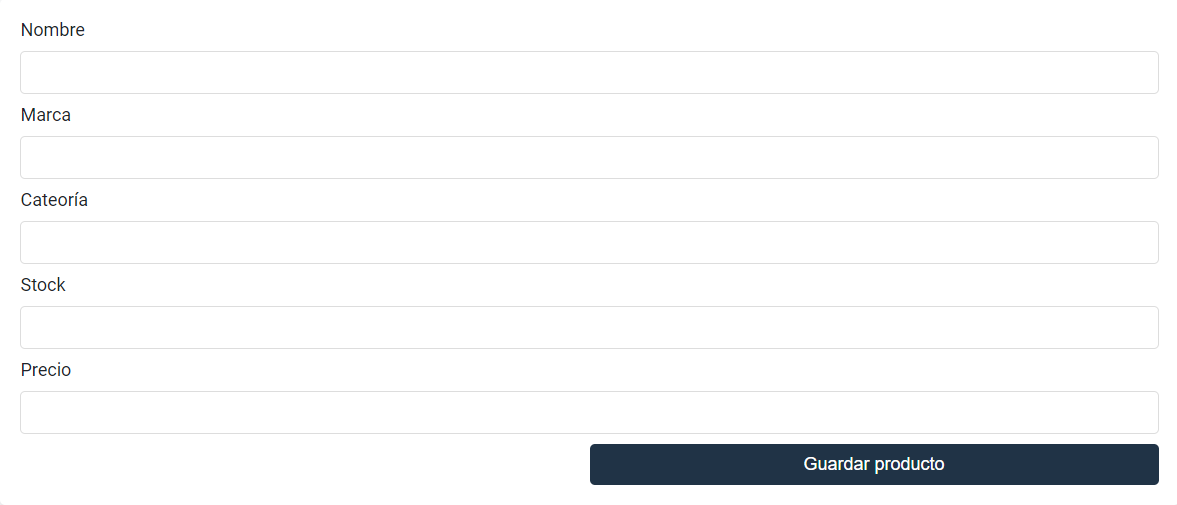 Nombre
Marca
Cateoría
Stock
Precio
Guardar producto